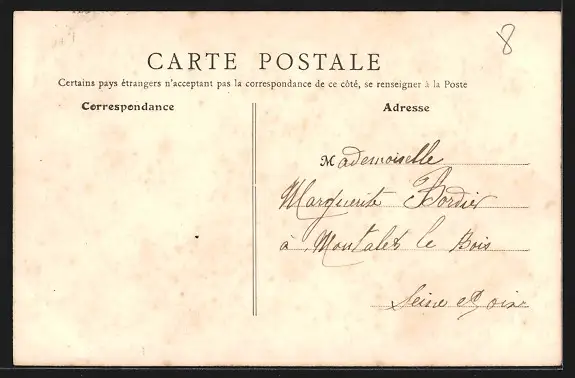 8
CARTE POSTALE
Certains pays étrangers n'acceptant pas la correspondance de ce côté, se renseigner à la Poste
Correspondance
Adresse
Mademoiselle
Marguerite Bordier
à Montalet le Bois
Seine et Oise